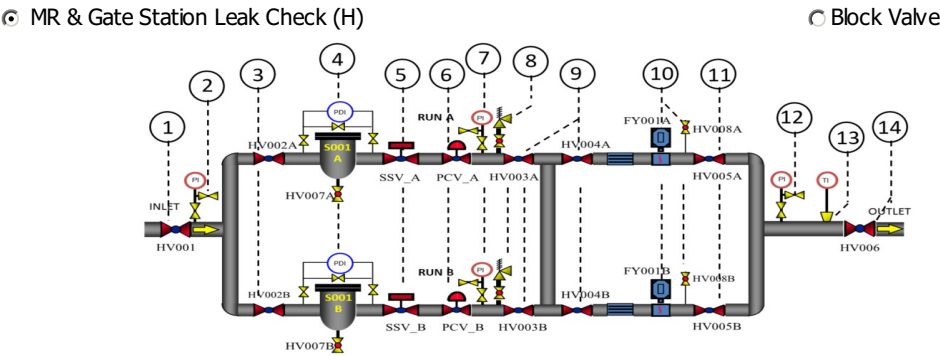 MR & Gate Station Leak Check (H)
Block Valve
1
2
3
4
5
6
7
8
9
10
11
12
13
14
PDI
PI
RUN A
FY001A
HV002A
S001
A
HV004A
HV008A
PI
TI
SSV_A
PCV_A
HV003A
HV005A
HV007A
PI
INLET
OUTLET
HV001
HV006
PDI
RUN B
PI
FY001B
HV008B
HV002B
S001
B
HV004B
SSV_B
PCV_B
HV003B
HV005B
HV007B